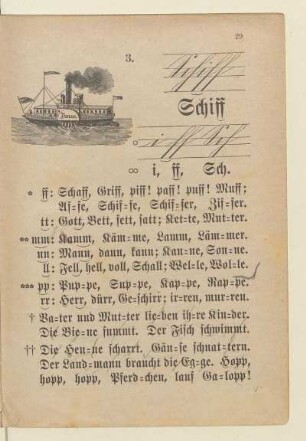 29
3.
Schiff
Donau.
Schiff
i ff Sch
∞ i, ff, Sch.
* ff: Schaff, Griff, piff! paff! puff! Muff;
Af-fe, Schif-fe, Schif-fer, Zif-fer.
tt: Gott, Bett, fett, satt; Ket-te, Mut-ter.
** mm: Kamm, Käm-me, Lamm, Läm-mer.
nn: Mann, dann, kann; Kan-ne, Son-ne.
ll: Fell, hell, voll, Schall; Wel-le, Wol-le.
*** pp: Pup-pe, Sup-pe, Kap-pe, Rap-pe.
rr: Herr, dürr, Ge-schirr; ir-ren, mur-ren.
† Va-ter und Mut-ter lie-ben ih-re Kin-der.
Die Bie-ne summt. Der Fisch schwimmt.
†† Die Hen-ne scharrt. Gän-se schnat-tern.
Der Land-mann braucht die Eg-ge. Hopp,
hopp, hopp, Pferd-chen, lauf Ga-lopp!